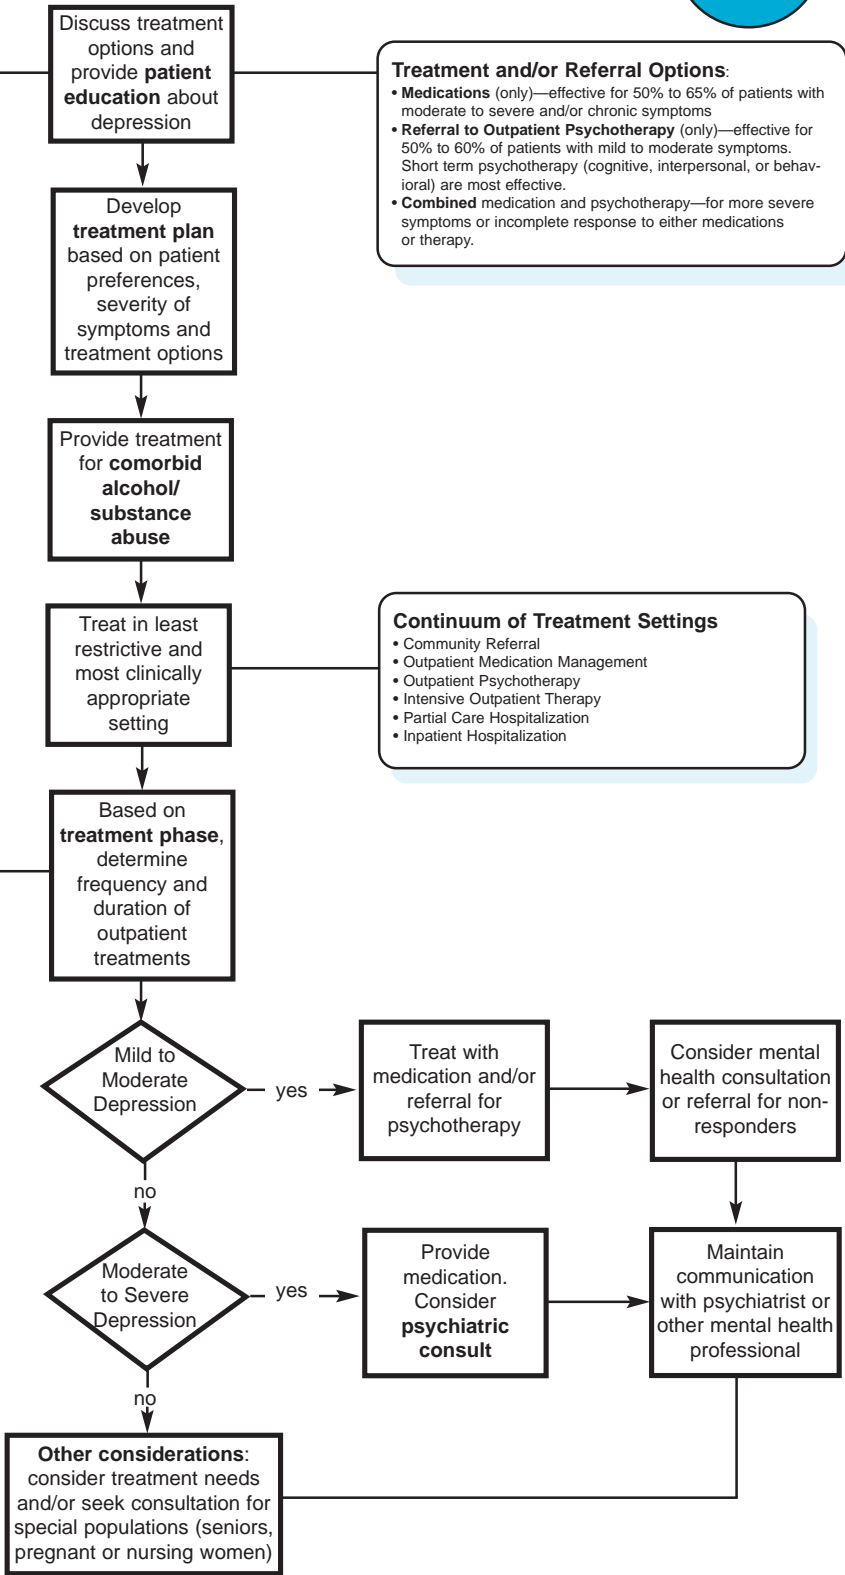 Discuss treatment
options and
provide patient
education about
depression
Treatment and/or Referral Options:
• Medications (only)—effective for 50% to 65% of patients with
moderate to severe and/or chronic symptoms
• Referral to Outpatient Psychotherapy (only)—effective for
50% to 60% of patients with mild to moderate symptoms.
Short term psychotherapy (cognitive, interpersonal, or behav-
ioral) are most effective.
• Combined medication and psychotherapy—for more severe
symptoms or incomplete response to either medications
or therapy.
Develop
treatment plan
based on patient
preferences,
severity of
symptoms and
treatment options
Provide treatment
for comorbid
alcohol/
substance
abuse
Treat in least
restrictive and
most clinically
appropriate
setting
Continuum of Treatment Settings
• Community Referral
• Outpatient Medication Management
• Outpatient Psychotherapy
• Intensive Outpatient Therapy
• Partial Care Hospitalization
• Inpatient Hospitalization
Based on
treatment phase,
determine
frequency and
duration of
outpatient
treatments
Mild to
Moderate
Depression
yes
Treat with
medication and/or
referral for
psychotherapy
Consider mental
health consultation
or referral for non-
responders
no
Moderate
to Severe
Depression
yes
Provide
medication.
Consider
psychiatric
consult
Maintain
communication
with psychiatrist or
other mental health
professional
no
Other considerations:
consider treatment needs
and/or seek consultation for
special populations (seniors,
pregnant or nursing women)